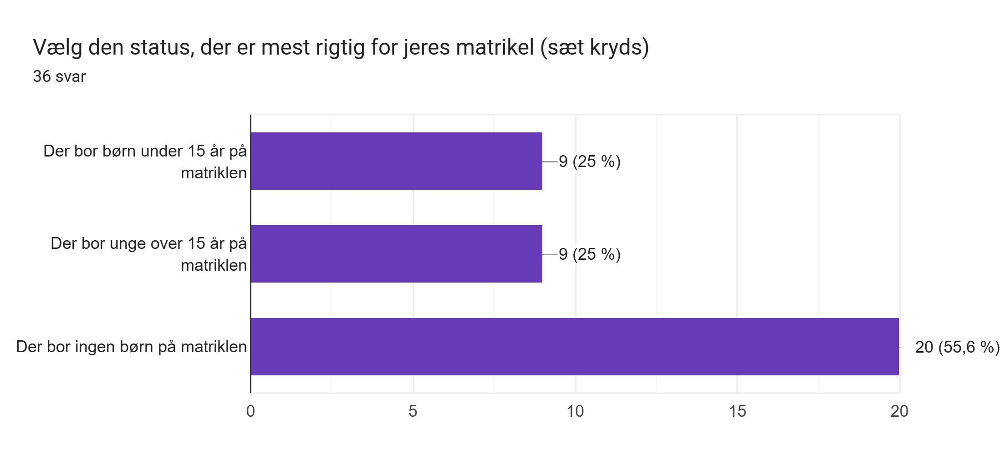 Vælg den status, der er mest rigtig for jeres matrikel (sæt kryds)
36 svar
Der bor børn under 15 år på
matriklen
9 (25 %)
Der bor unge over 15 år på
matriklen
9 (25 %)
Der bor ingen børn på matriklen
20 (55,6 %)
0
5
10
15
20